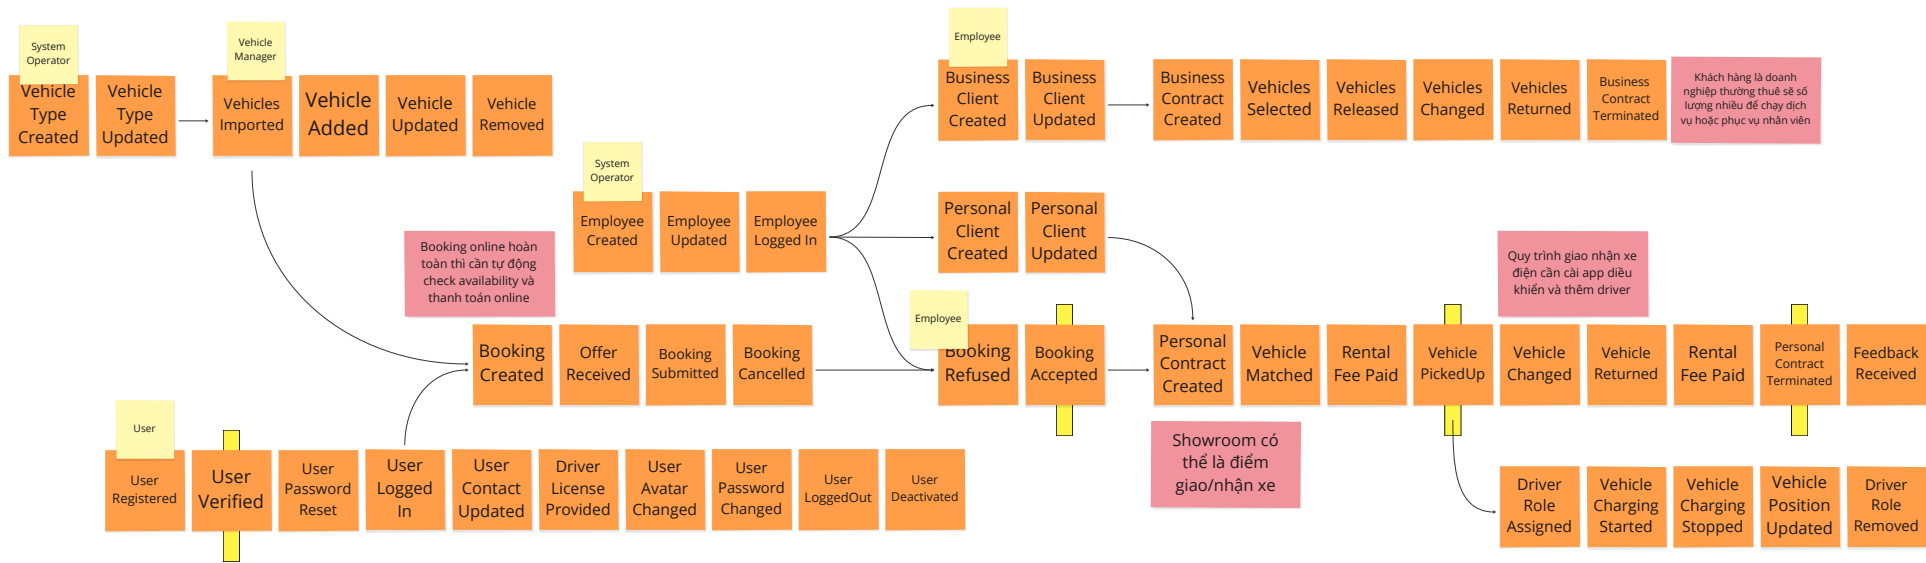 System
Operator
Vehicle
Type
Created
Vehicle
Type
Updated
Vehicle
Manager
Vehicles
Imported
Vehicle
Added
Vehicle
Updated
Vehicle
Removed
Employee
Business
Client
Created
Business
Client
Updated
Business
Contract
Created
Vehicles
Selected
Vehicles
Released
Vehicles
Changed
Vehicles
Returned
Business
Contract
Terminated
Khách hàng là doanh
nghiệp thường thuê sẽ số
lượng nhiều để chạy dịch
vụ hoặc phục vụ nhân viên
System
Operator
Employee
Created
Employee
Updated
Employee
Logged In
Personal
Client
Created
Personal
Client
Updated
Booking online hoàn
toàn thì cần tự động
check availability và
thanh toán online
Quy trình giao nhận xe
điện cần cài app điều
khiển và thêm driver
Booking
Created
Offer
Received
Booking
Submitted
Booking
Cancelled
Employee
Booking
Refused
Booking
Accepted
Personal
Contract
Created
Vehicle
Matched
Rental
Fee Paid
Vehicle
PickedUp
Vehicle
Changed
Vehicle
Returned
Rental
Fee Paid
Personal
Contract
Terminated
Feedback
Received
Showroom có
thể là điểm
giao/nhận xe
User
User
Registered
User
Verified
User
Password
Reset
User
Logged
In
User
Contact
Updated
Driver
License
Provided
User
Avatar
Changed
User
Password
Changed
User
LoggedOut
User
Deactivated
Driver
Role
Assigned
Vehicle
Charging
Started
Vehicle
Charging
Stopped
Vehicle
Position
Updated
Driver
Role
Removed